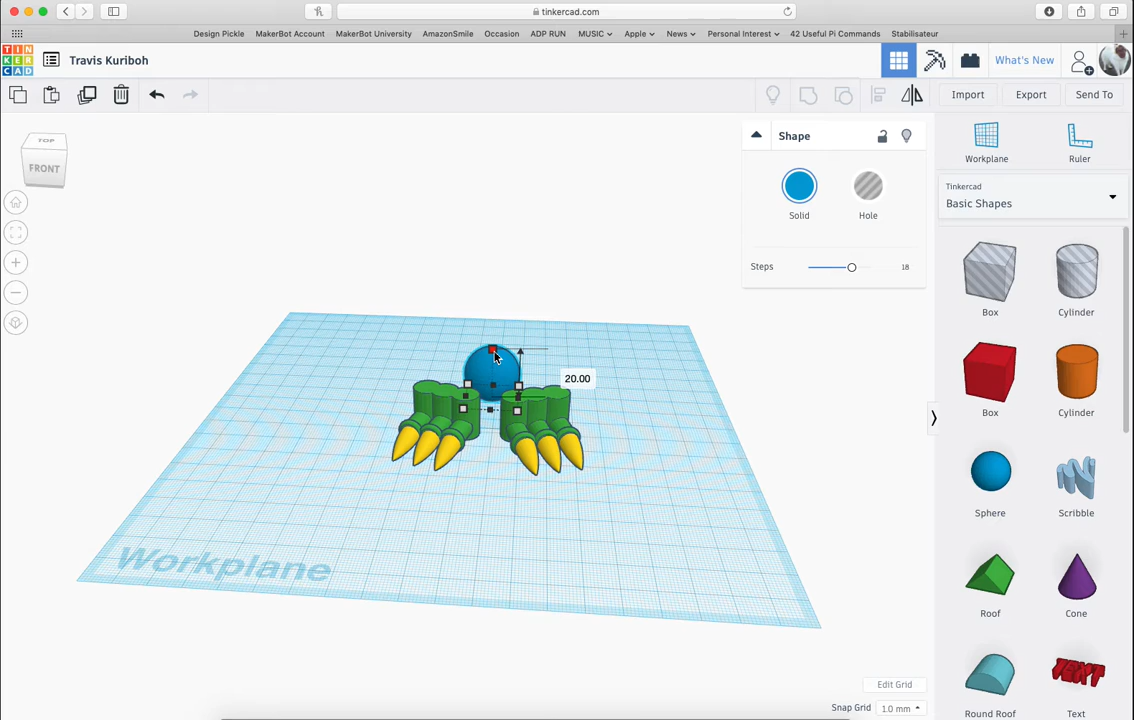 tinkercad.com
Design Pickle MakerBot Account MakerBot University AmazonSmile Occasion ADP RUN MUSIC Apple News Personal Interest 42 Useful Pi Commands Stabilisateur
TIN
KER
CAD
Travis Kuriboh
What's New
Import Export Send To
TOP
FRONT
Shape
Solid Hole
Steps 18
Workplane Ruler
Tinkercad
Basic Shapes
Box Cylinder
Box Cylinder
Sphere Scribble
Roof Cone
TEXT
Round Roof Text
20.00
Workplane
Edit Grid
Snap Grid 1.0 mm